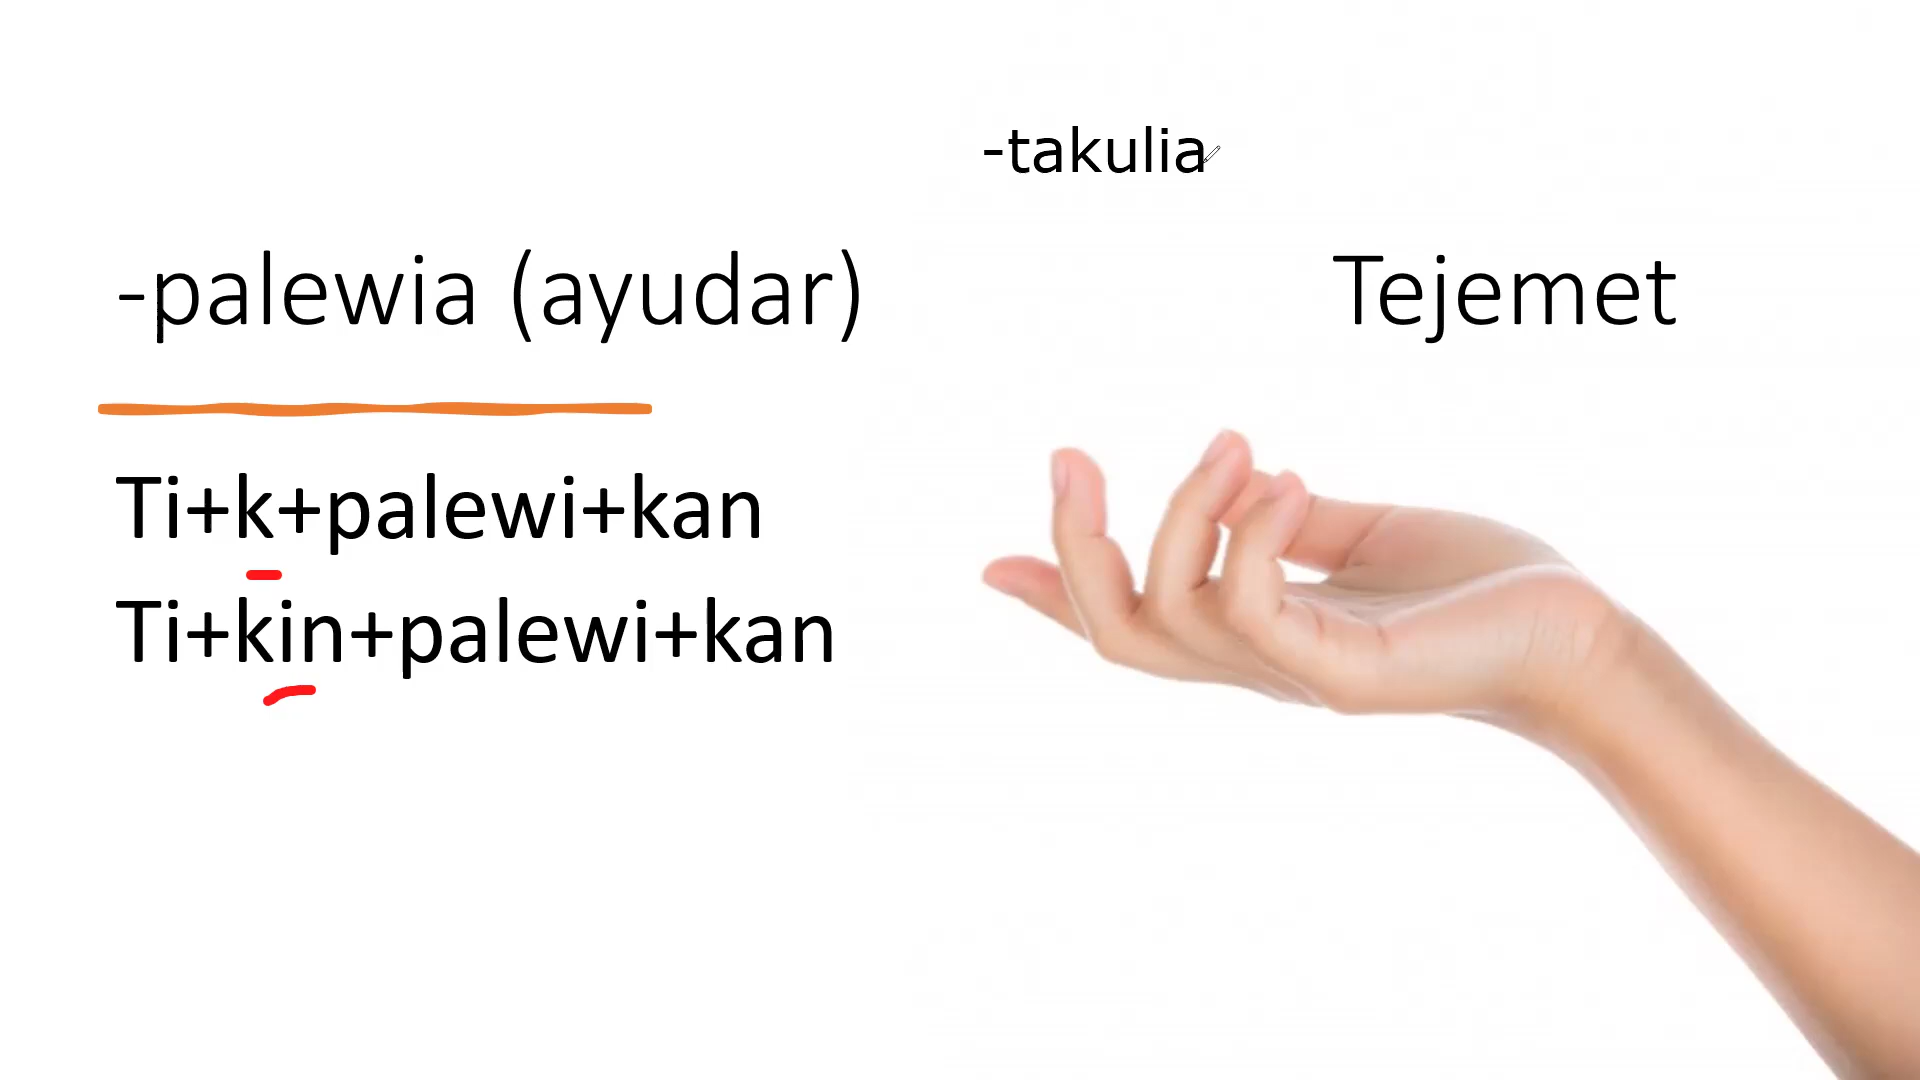 -takulia
-palewia (ayudar)
Tejemet
Ti+k+palewi+kan
Ti+kin+palewi+kan